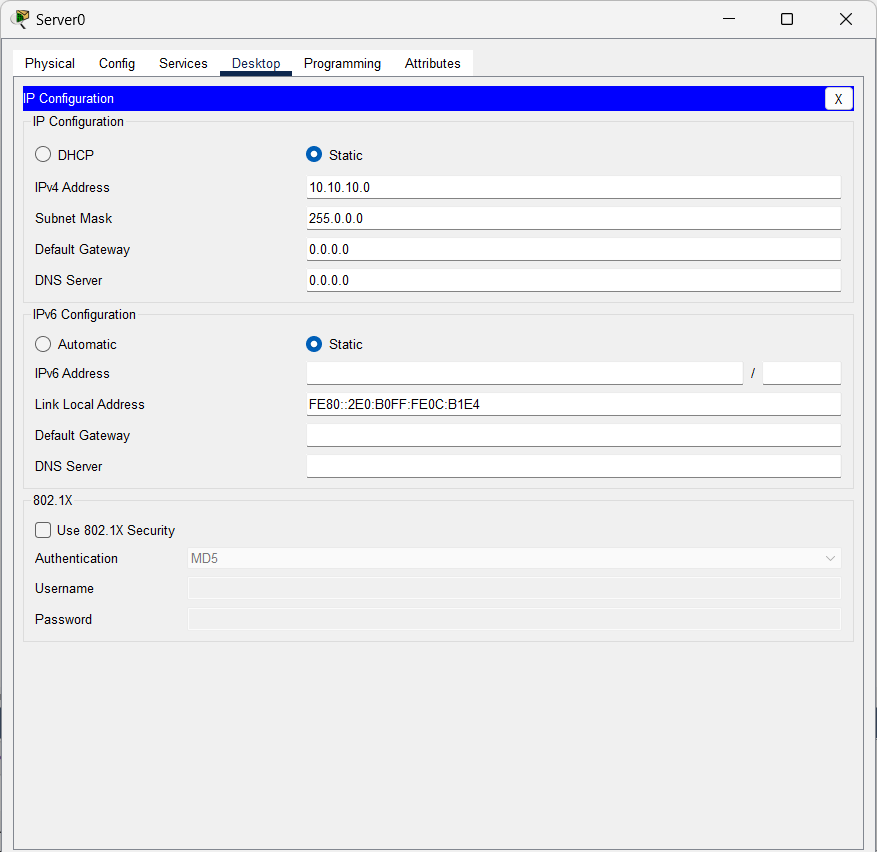 Server0
Physical Config Services Desktop Programming Attributes
IP Configuration X
IP Configuration
DHCP Static
IPv4 Address 10.10.10.0
Subnet Mask 255.0.0.0
Default Gateway 0.0.0.0
DNS Server 0.0.0.0
IPv6 Configuration
Automatic Static
IPv6 Address /
Link Local Address FE80::2E0:B0FF:FE0C:B1E4
Default Gateway
DNS Server
802.1X
Use 802.1X Security
Authentication MD5
Username
Password